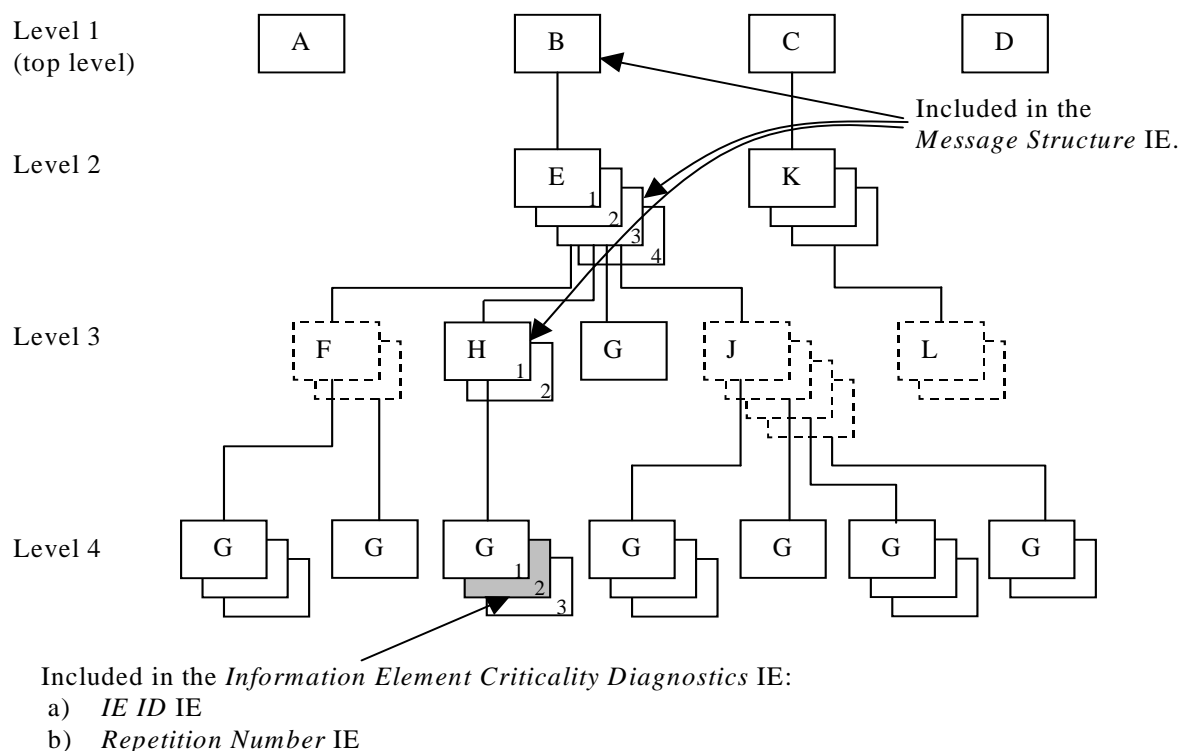 Level 1
(top level)
A
B
C
D
Included in the
Message Structure IE.
Level 2
E
1
2
3
4
K
Level 3
F
H
1
2
G
J
L
Level 4
G
G
G
1
2
3
G
G
G
G
Included in the Information Element Criticality Diagnostics IE:
a) IE ID IE
b) Repetition Number IE